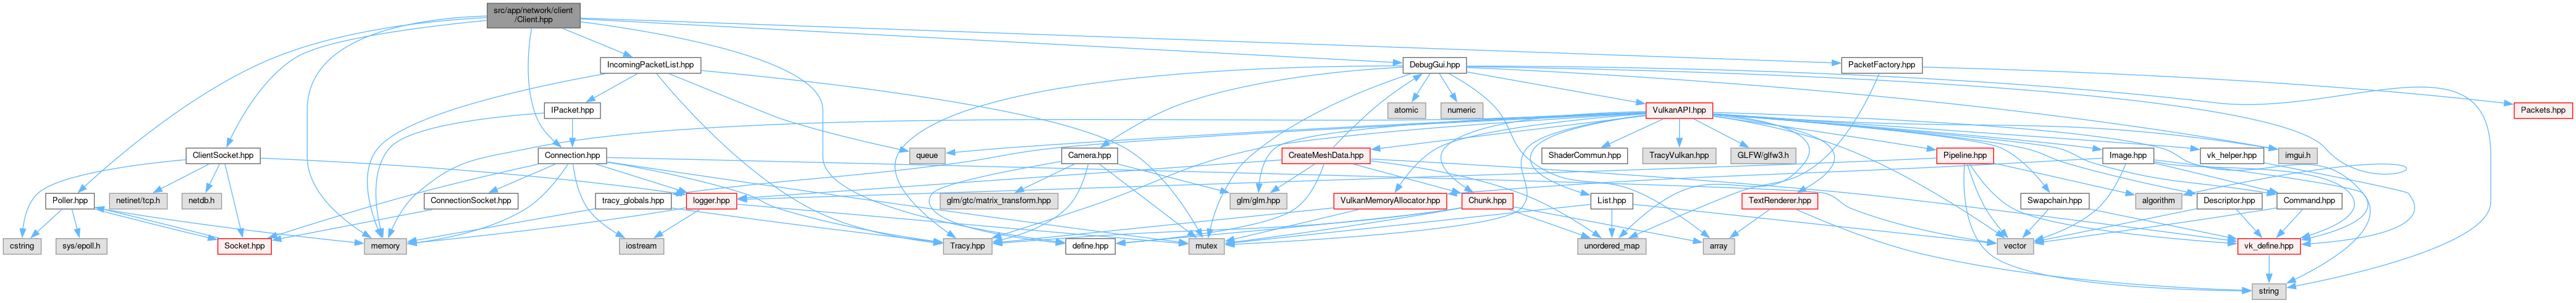 src/app/network/client
/Client.hpp
IncomingPacketList.hpp
DebugGui.hpp
PacketFactory.hpp
IPacket.hpp
atomic
numeric
VulkanAPI.hpp
Packets.hpp
ClientSocket.hpp
Connection.hpp
queue
Camera.hpp
CreateMeshData.hpp
ShaderCommun.hpp
TracyVulkan.hpp
GLFW/glfw3.h
Pipeline.hpp
Image.hpp
vk_helper.hpp
imgui.h
Poller.hpp
netinet/tcp.h
netdb.h
ConnectionSocket.hpp
tracy_globals.hpp
logger.hpp
glm/gtc/matrix_transform.hpp
glm/glm.hpp
VulkanMemoryAllocator.hpp
Chunk.hpp
List.hpp
TextRenderer.hpp
Swapchain.hpp
algorithm
Descriptor.hpp
Command.hpp
cstring
sys/epoll.h
Socket.hpp
memory
iostream
Tracy.hpp
define.hpp
mutex
unordered_map
array
vector
vk_define.hpp
string